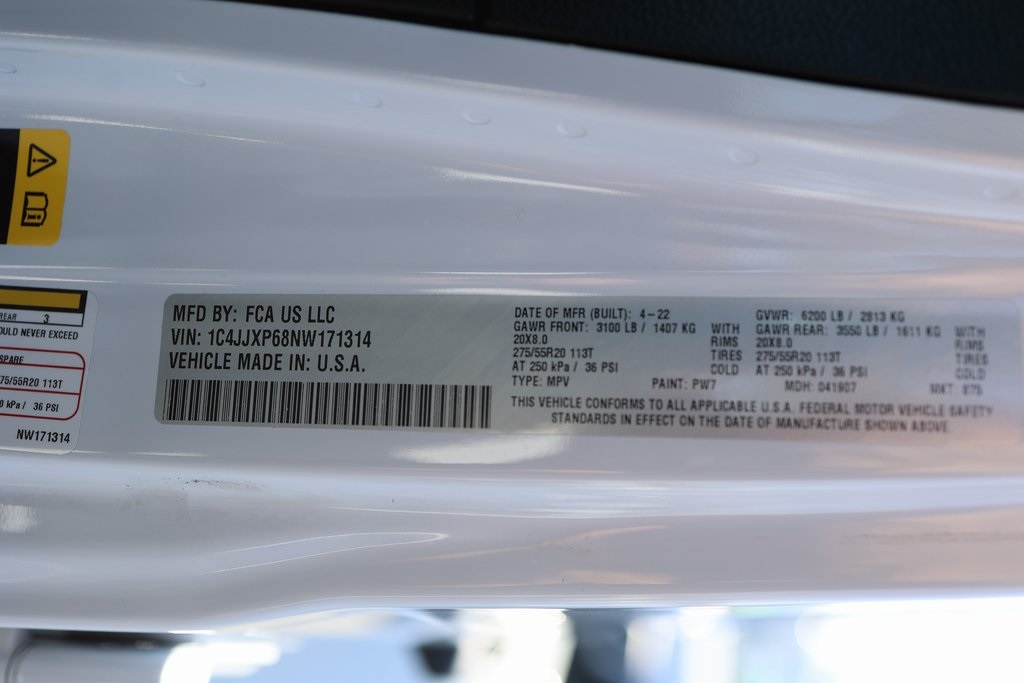 REAR 3
OULD NEVER EXCEED
SPARE
75/55R20 113T
0 kPa / 36 PSI
NW171314
MFD BY: FCA US LLC
VIN: 1C4JJXP68NW171314
VEHICLE MADE IN: U.S.A.
DATE OF MFR (BUILT): 4-22 GVWR: 6200 LB / 2813 KG
GAWR FRONT: 3100 LB / 1407 KG WITH GAWR REAR: 3550 LB / 1611 KG WITH
20X8.0 RIMS 20X8.0 RIMS
275/55R20 113T TIRES 275/55R20 113T TIRES
AT 250 kPa / 36 PSI COLD AT 250 kPa / 36 PSI COLD
TYPE: MPV PAINT: PW7 MDH: 041907 NKT: 875
THIS VEHICLE CONFORMS TO ALL APPLICABLE U.S.A. FEDERAL MOTOR VEHICLE SAFETY
STANDARDS IN EFFECT ON THE DATE OF MANUFACTURE SHOWN ABOVE.